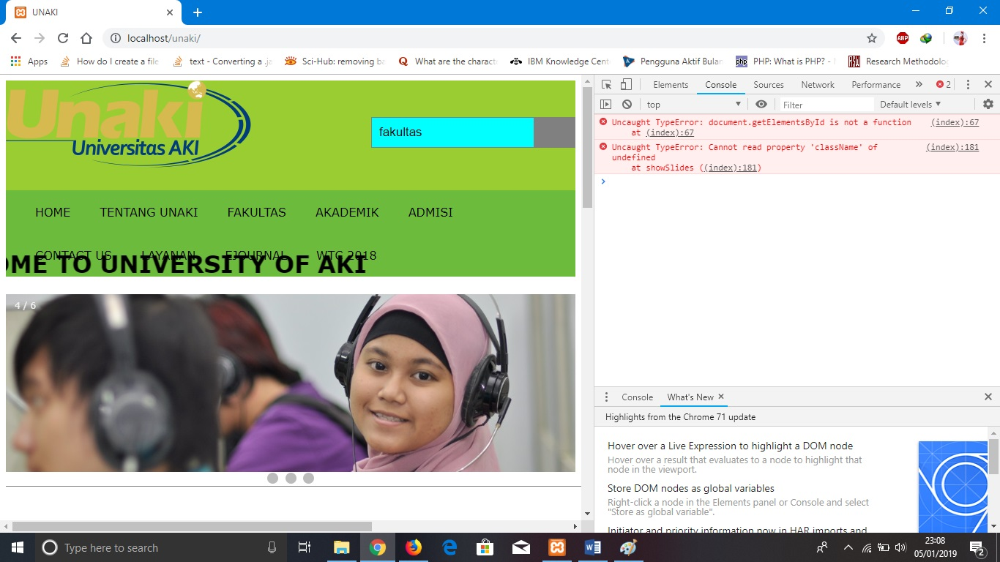 UNAKI
localhost/unaki/
ABP
Apps
How do I create a file
text - Converting a .ja
Sci-Hub: removing ba
What are the characte
IBM Knowledge Cent
Pengguna Aktif Bulan
php
PHP: What is PHP? -
Research Methodolog
Unaki
Universitas AKI
fakultas
HOME TENTANG UNAKI FAKULTAS AKADEMIK ADMISI
CONTACT US LAYANAN EJOURNAL WTC 2018
OME TO UNIVERSITY OF AKI
4 / 6
Elements Console Sources Network Performance » 2
top Filter Default levels
Uncaught TypeError: document.getElementsById is not a function (index):67
at (index):67
Uncaught TypeError: Cannot read property 'className' of (index):181
undefined
at showSlides ((index):181)
Console What's New
Highlights from the Chrome 71 update
Hover over a Live Expression to highlight a DOM node
Hover over a result that evaluates to a node to highlight that
node in the viewport.
Store DOM nodes as global variables
Right-click a node in the Elements panel or Console and select
"Store as global variable".
Initiator and priority information now in HAR imports and
Type here to search
23:08
05/01/2019
2